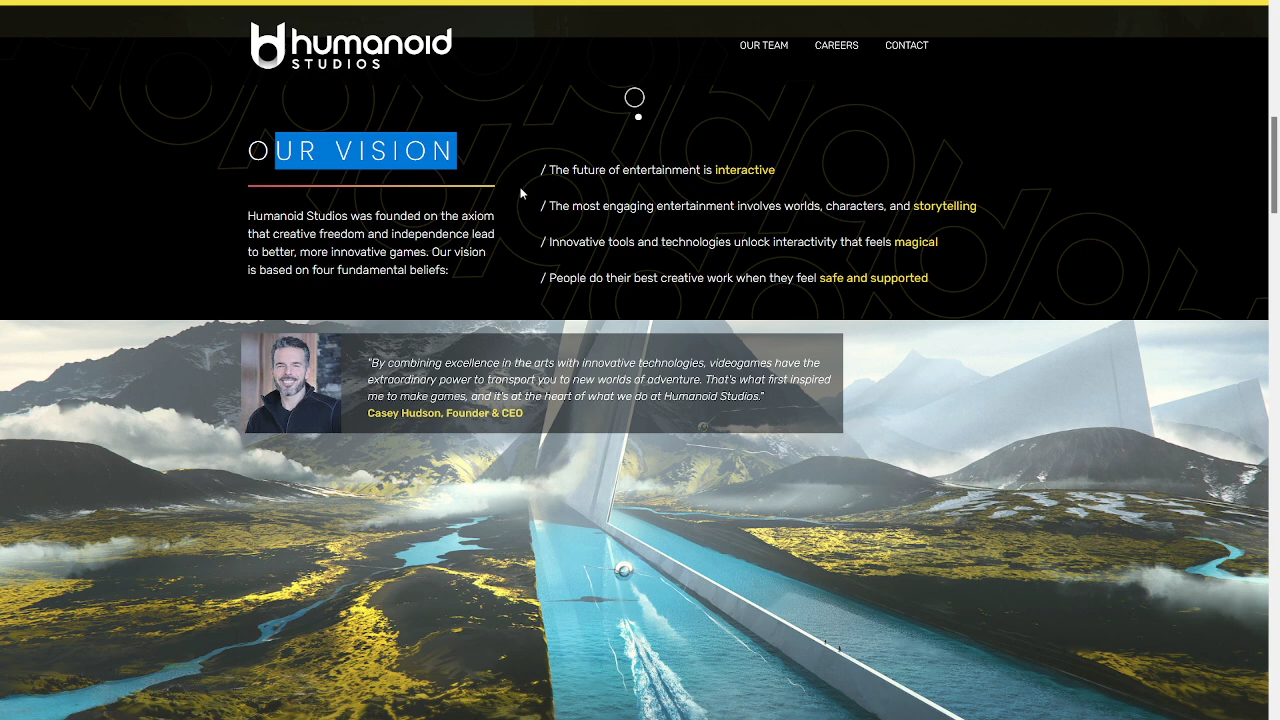 humanoid
STUDIOS
OUR TEAM CAREERS CONTACT
OUR VISION
Humanoid Studios was founded on the axiom
that creative freedom and independence lead
to better, more innovative games. Our vision
is based on four fundamental beliefs:
/ The future of entertainment is interactive
/ The most engaging entertainment involves worlds, characters, and storytelling
/ Innovative tools and technologies unlock interactivity that feels magical
/ People do their best creative work when they feel safe and supported
"By combining excellence in the arts with innovative technologies, videogames have the
extraordinary power to transport you to new worlds of adventure. That's what first inspired
me to make games, and it's at the heart of what we do at Humanoid Studios."
Casey Hudson, Founder & CEO